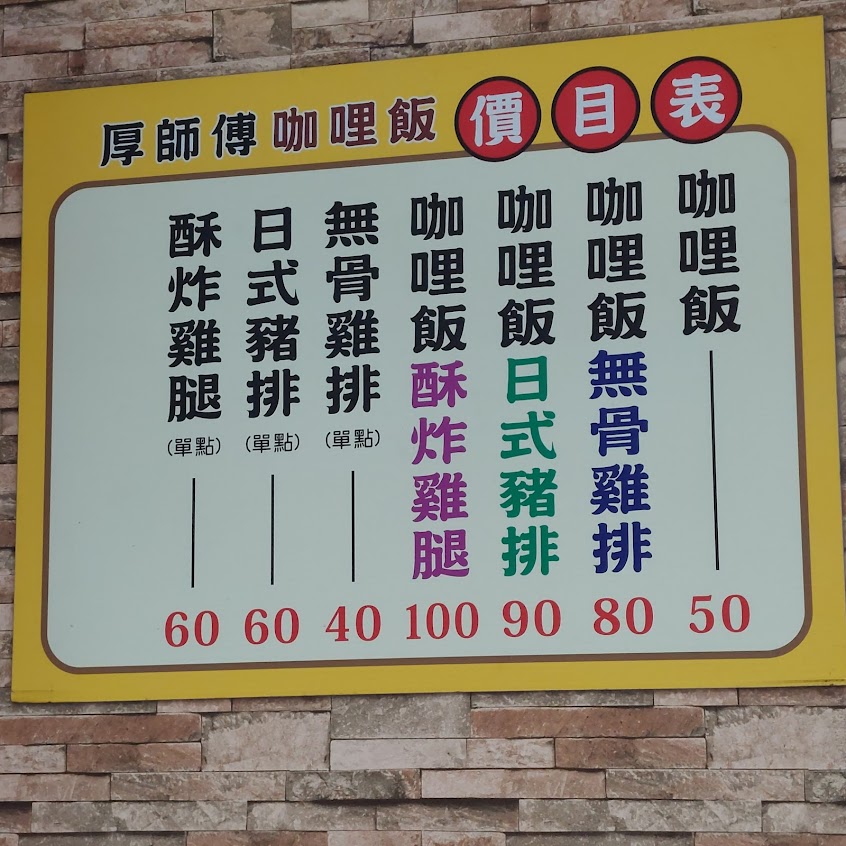 厚師傅咖哩飯價目表
咖哩飯 50
咖哩飯無骨雞排 80
咖哩飯日式豬排 90
咖哩飯酥炸雞腿 100
無骨雞排(單點) 40
日式豬排(單點) 60
酥炸雞腿(單點) 60